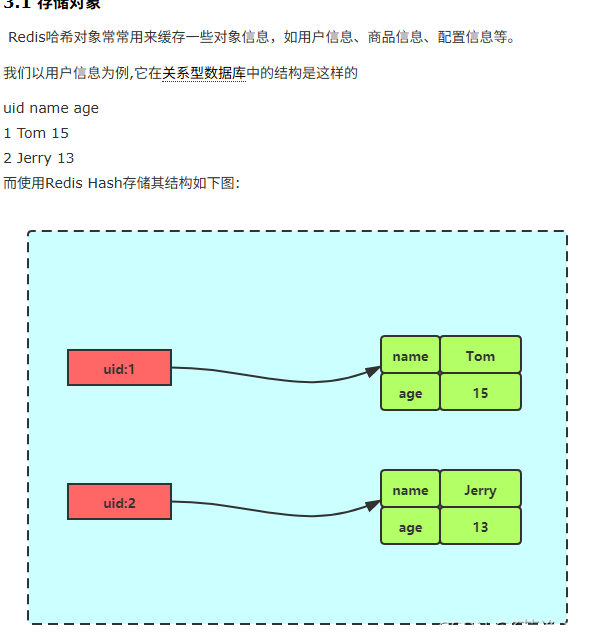 3.1 存储对象
Redis哈希对象常常用来缓存一些对象信息，如用户信息、商品信息、配置信息等。
我们以用户信息为例,它在关系型数据库中的结构是这样的
uid name age
1 Tom 15
2 Jerry 13
而使用Redis Hash存储其结构如下图：
uid:1
name Tom
age 15
uid:2
name Jerry
age 13